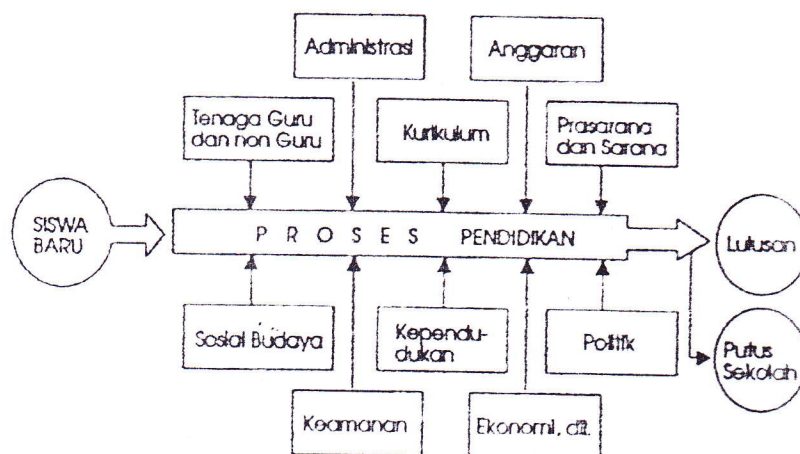 Administrasi
Anggaran
Tenaga Guru
dan non Guru
Kurikulum
Prasarana
dan Sarana
SISWA
BARU
P R O S E S PENDIDIKAN
Lulusan
Sosial Budaya
Kependu-
dukan
Politik
Putus
Sekolah
Keamanan
Ekonomi, dll.